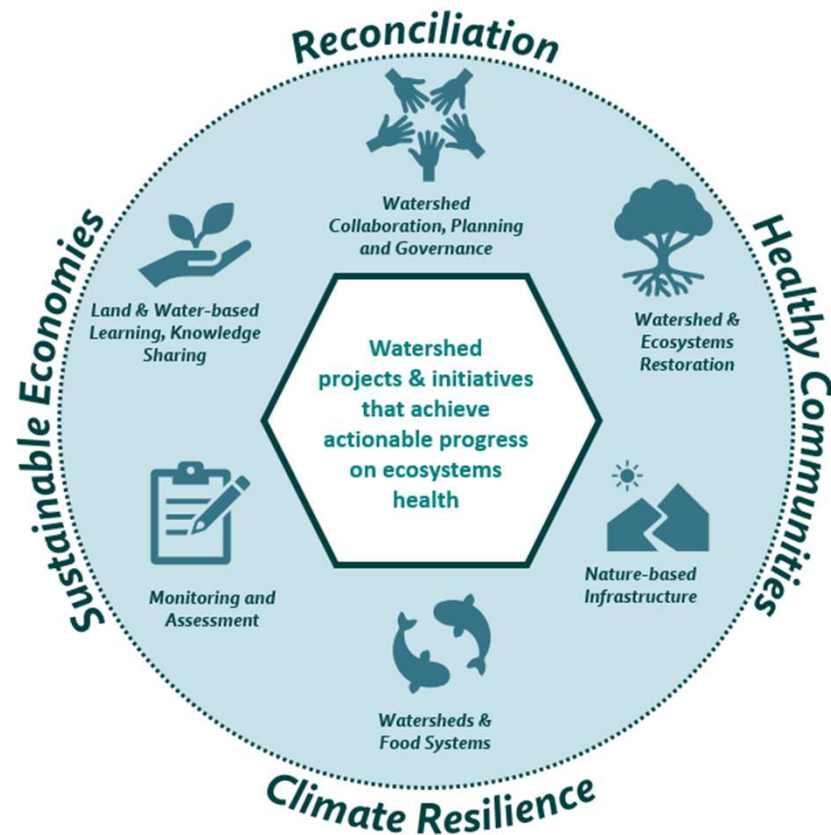 Reconciliation
Watershed
Collaboration, Planning
and Governance
Watershed &
Ecosystems
Restoration
Healthy Communities
Nature-based
Infrastructure
Watersheds &
Food Systems
Climate Resilience
Monitoring and
Assessment
Land & Water-based
Learning, Knowledge
Sharing
Sustainable Economies
Watershed
projects & initiatives
that achieve
actionable progress
on ecosystems
health